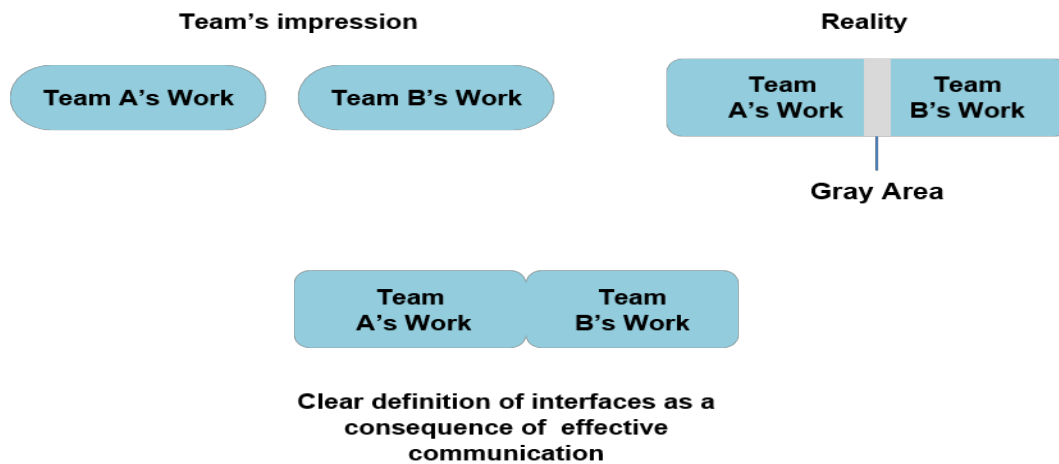 Team’s impression
Reality
Team A’s Work
Team B’s Work
Team
A’s Work
Team
B’s Work
Gray Area
Team
A’s Work
Team
B’s Work
Clear definition of interfaces as a
consequence of  effective
communication